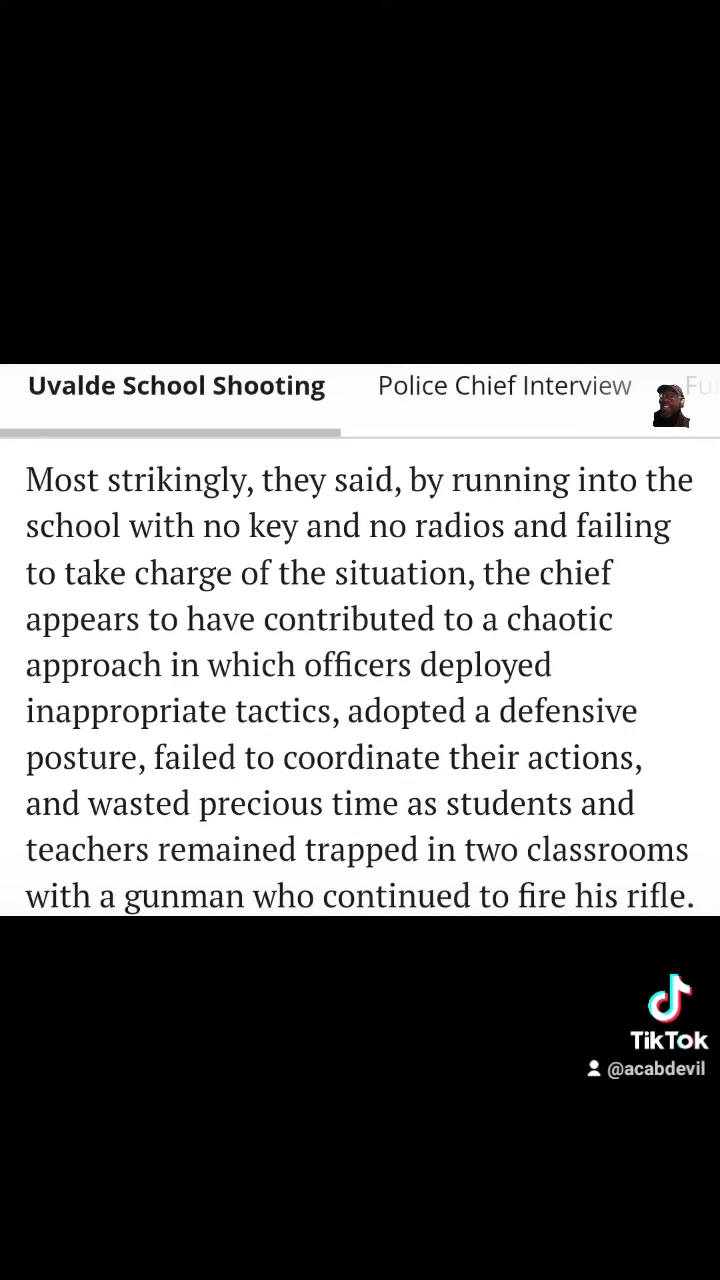 Uvalde School Shooting Police Chief Interview Fu
Most strikingly, they said, by running into the
school with no key and no radios and failing
to take charge of the situation, the chief
appears to have contributed to a chaotic
approach in which officers deployed
inappropriate tactics, adopted a defensive
posture, failed to coordinate their actions,
and wasted precious time as students and
teachers remained trapped in two classrooms
with a gunman who continued to fire his rifle.
TikTok
@acabdevil